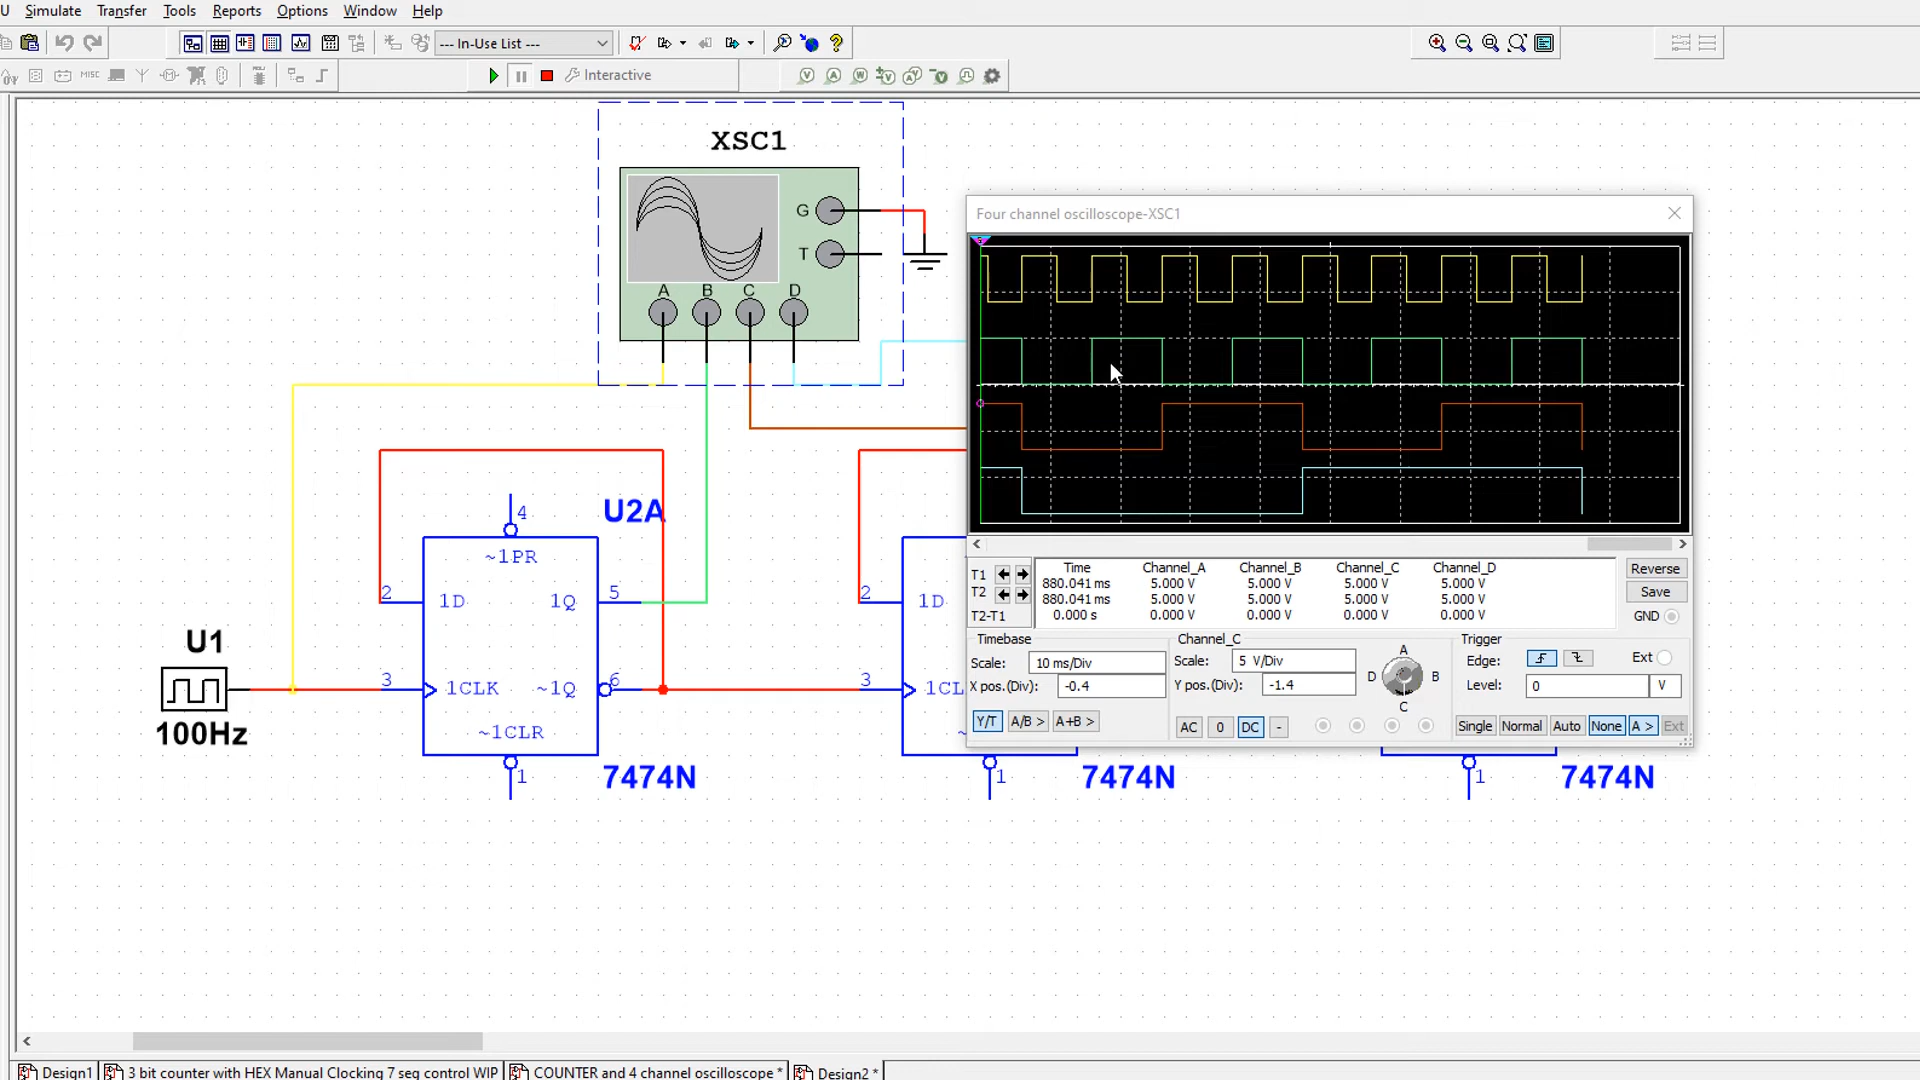 U Simulate Transfer Tools Reports Options Window Help
--- In-Use List ---
MISC Interactive
XSC1
G
T
A B C D
Four channel oscilloscope-XSC1
T1
T2
T2-T1
Time Channel_A Channel_B Channel_C Channel_D
880.041 ms 5.000 V 5.000 V 5.000 V 5.000 V
880.041 ms 5.000 V 5.000 V 5.000 V 5.000 V
0.000 s 0.000 V 0.000 V 0.000 V 0.000 V
Reverse
Save
GND
Timebase
Scale: 10 ms/Div
X pos.(Div): -0.4
Y/T A/B > A+B >
Channel_C
Scale: 5 V/Div
Y pos.(Div): -1.4
AC 0 DC -
A
D B
C
Trigger
Edge: Ext
Level: 0 V
Single Normal Auto None A > Ext
U1
100Hz
U2A
4
~1PR
2 1D 1Q 5
3 1CLK ~1Q 6
~1CLR
1
7474N
2 1D
3 1CL
~
1
7474N
1
7474N
Design1 3 bit counter with HEX Manual Clocking 7 seg control WIP COUNTER and 4 channel oscilloscope * Design2 *